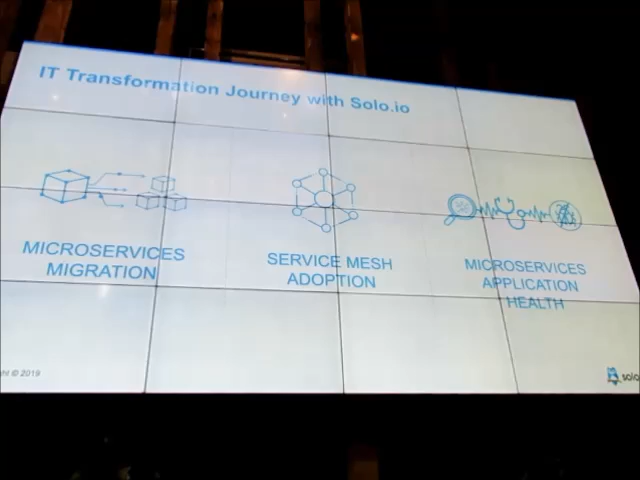 IT Transformation Journey with Solo.io
MICROSERVICES
MIGRATION
SERVICE MESH
ADOPTION
MICROSERVICES
APPLICATION
HEALTH
© 2019
solo